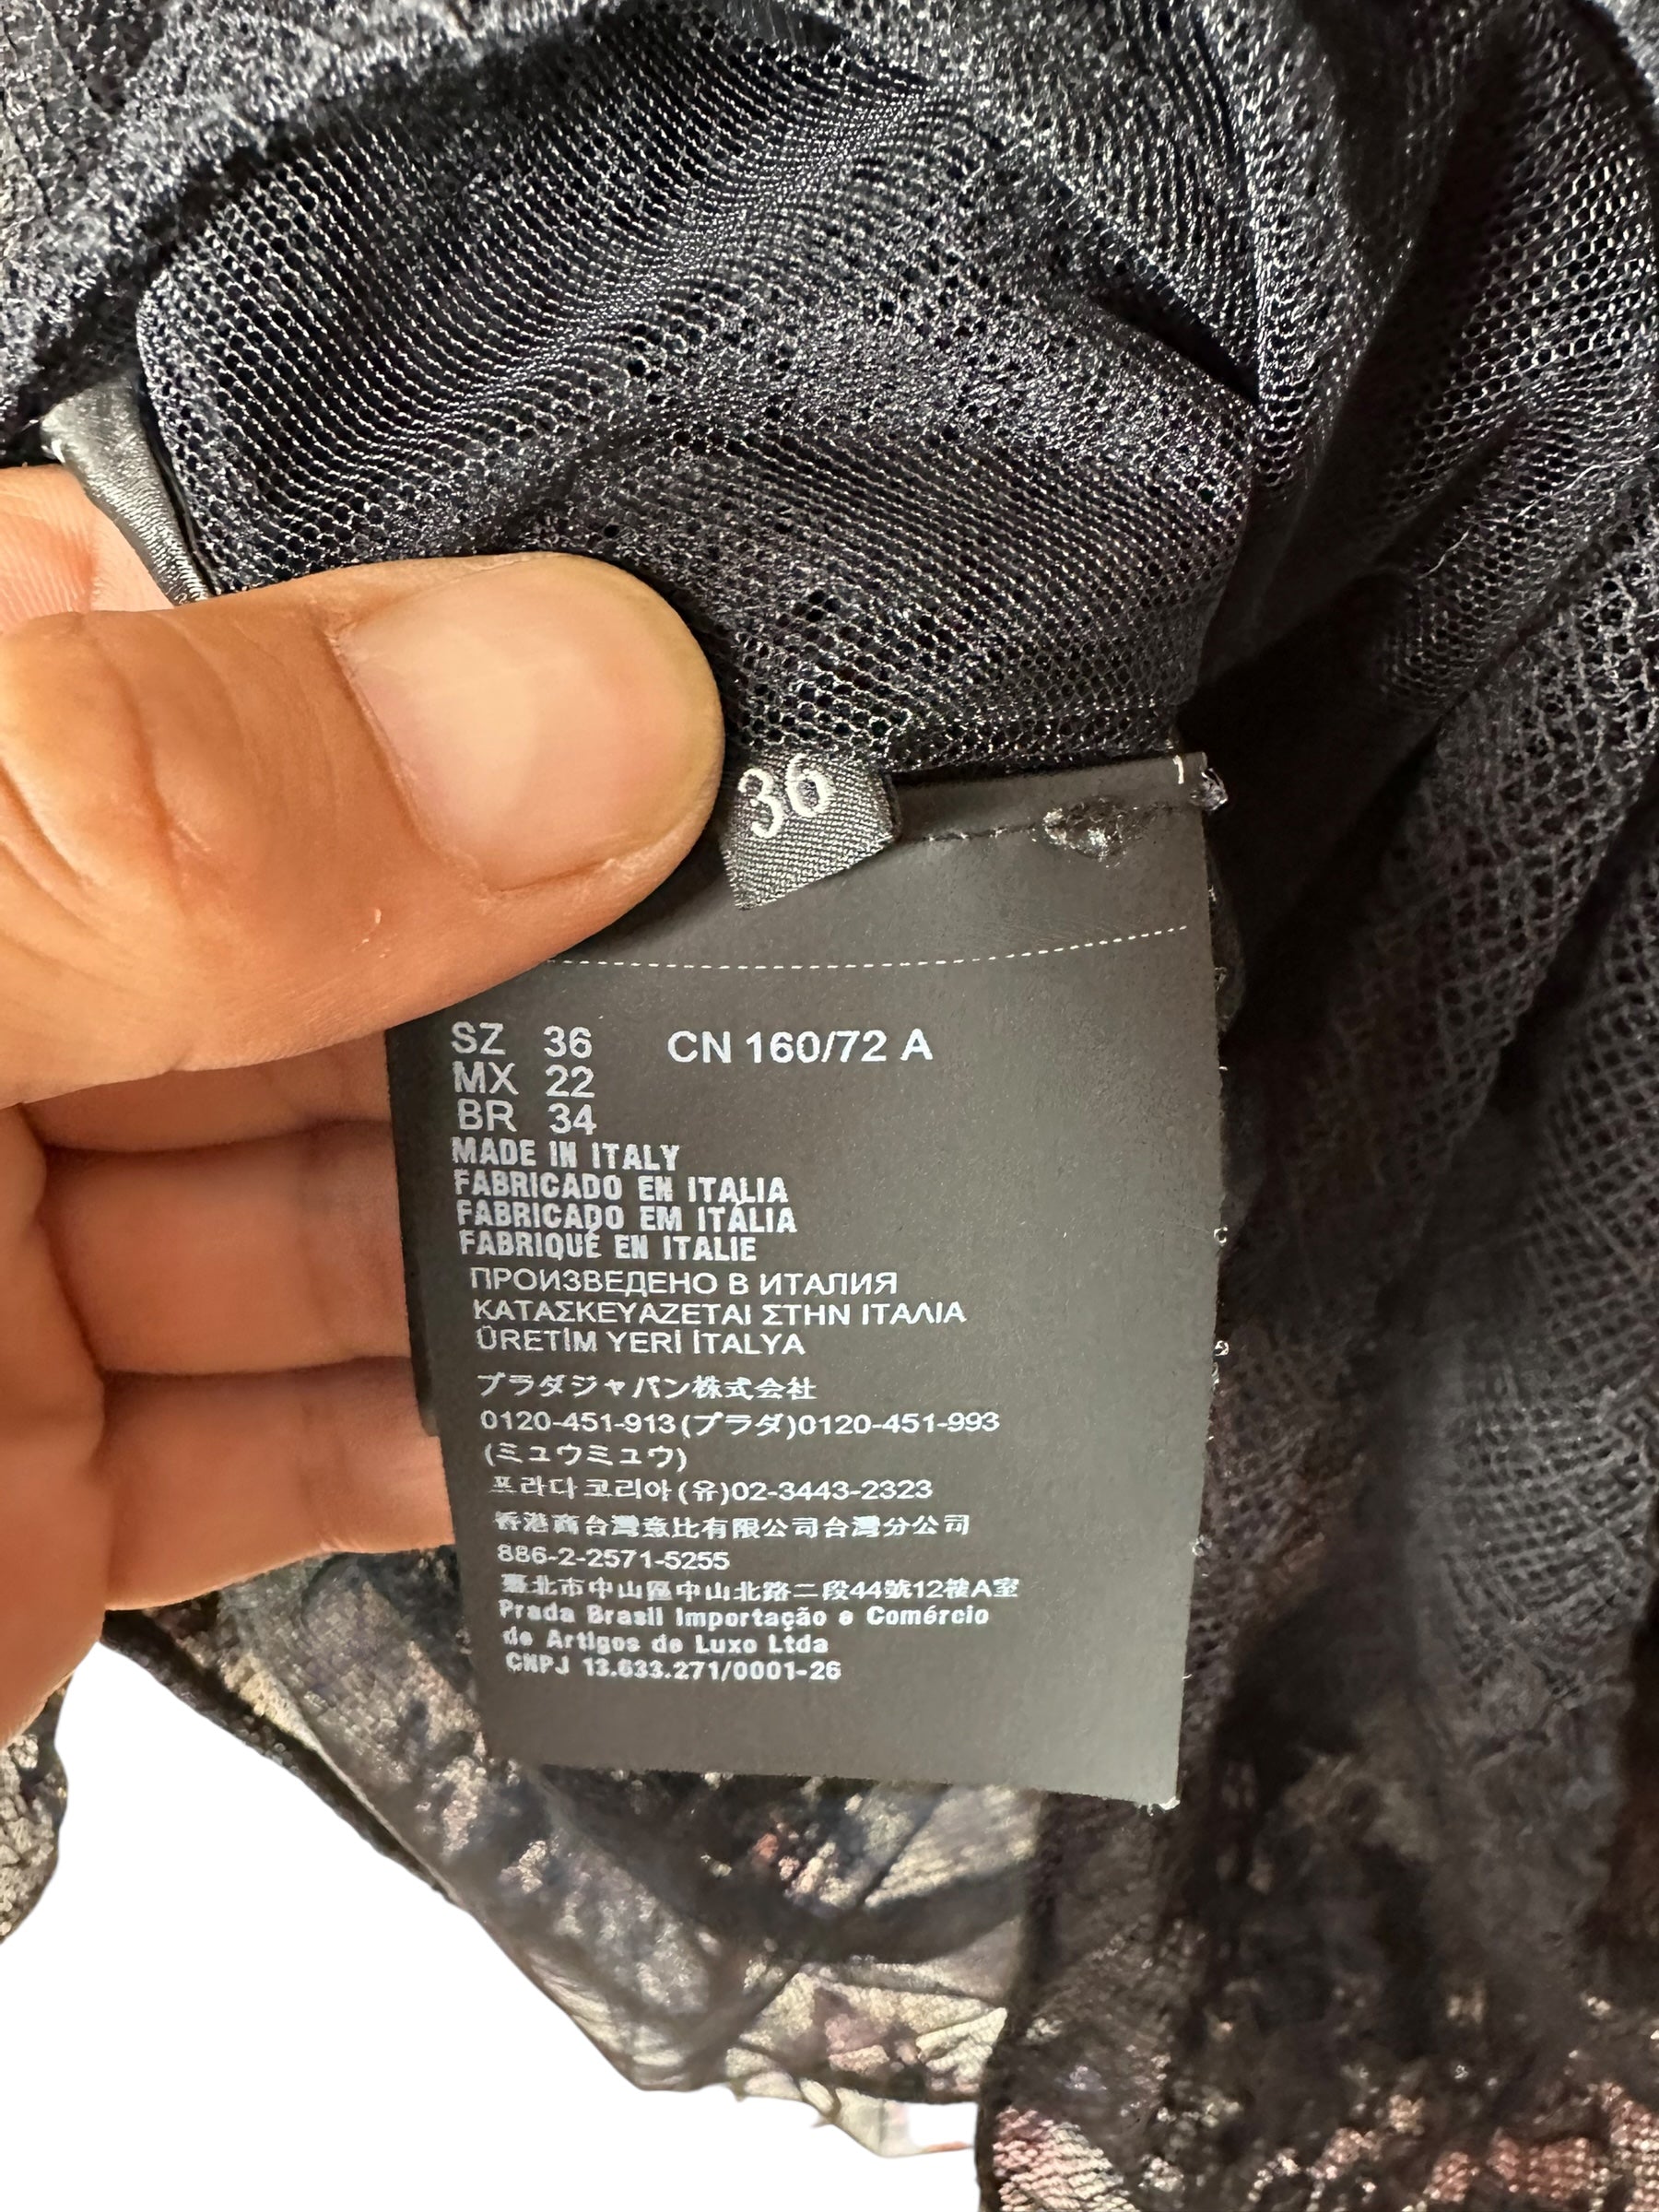 36
SZ 36 CN 160/72 A
MX 22
BR 34
MADE IN ITALY
FABRICADO EN ITALIA
FABRICADO EM ITÁLIA
FABRIQUÉ EN ITALIE
ПРОИЗВЕДЕНО В ИТАЛИЯ
ΚΑΤΑΣΚΕΥΑΖΕΤΑΙ ΣΤΗΝ ΙΤΑΛΙΑ
ÜRETİM YERİ İTALYA
プラダジャパン株式会社
0120-451-913(プラダ)0120-451-993
(ミュウミュウ)
프라다코리아(유)02-3443-2323
香港商台灣意比有限公司台灣分公司
886-2-2571-5255
臺北市中山區中山北路二段44號12樓A室
Prada Brasil Importação e Comércio
de Artigos de Luxo Ltda
CNPJ 13.633.271/0001-26